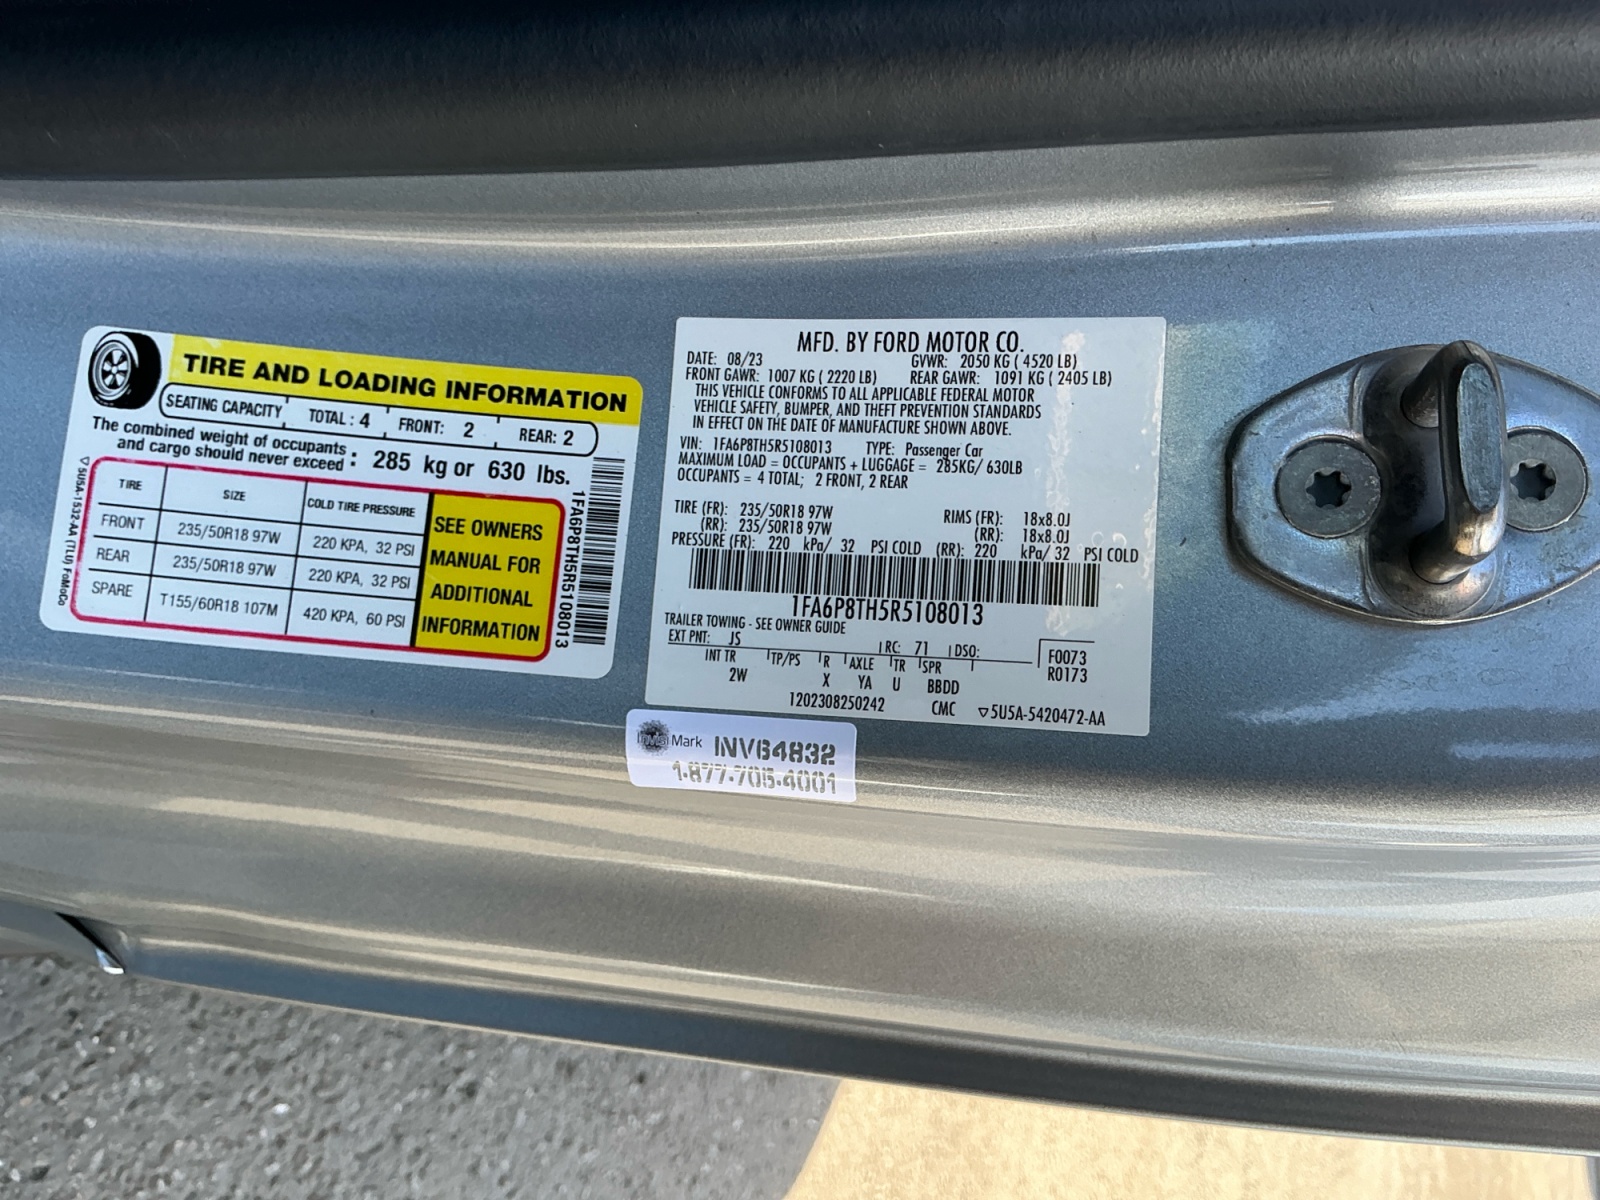 TIRE AND LOADING INFORMATION
SEATING CAPACITY TOTAL: 4 FRONT: 2 REAR: 2
The combined weight of occupants
and cargo should never exceed : 285 kg or 630 lbs.
TIRE SIZE COLD TIRE PRESSURE
FRONT 235/50R18 97W 220 KPA, 32 PSI
REAR 235/50R18 97W 220 KPA, 32 PSI
SPARE T155/60R18 107M 420 KPA, 60 PSI
SEE OWNERS
MANUAL FOR
ADDITIONAL
INFORMATION
1FA6P8TH5R5108013
▽5U5A-1532-AA (TLU) FoMoCo
MFD. BY FORD MOTOR CO.
DATE: 08/23 GVWR: 2050 KG ( 4520 LB)
FRONT GAWR: 1007 KG ( 2220 LB) REAR GAWR: 1091 KG ( 2405 LB)
THIS VEHICLE CONFORMS TO ALL APPLICABLE FEDERAL MOTOR
VEHICLE SAFETY, BUMPER, AND THEFT PREVENTION STANDARDS
IN EFFECT ON THE DATE OF MANUFACTURE SHOWN ABOVE.
VIN: 1FA6P8TH5R5108013 TYPE: Passenger Car
MAXIMUM LOAD = OCCUPANTS + LUGGAGE = 285KG/ 630LB
OCCUPANTS = 4 TOTAL; 2 FRONT, 2 REAR
TIRE (FR): 235/50R18 97W RIMS (FR): 18x8.0J
(RR): 235/50R18 97W (RR): 18x8.0J
PRESSURE (FR): 220 kPa/ 32 PSI COLD (RR): 220 kPa/ 32 PSI COLD
1FA6P8TH5R5108013
TRAILER TOWING - SEE OWNER GUIDE
EXT PNT: JS RC: 71 DSO:
INT TR TP/PS R AXLE TR SPR
2W X YA U BBDD
F0073
R0173
1202308250242 CMC ▽5U5A-5420472-AA
InVisi Mark INV64832
1-877-705-4001